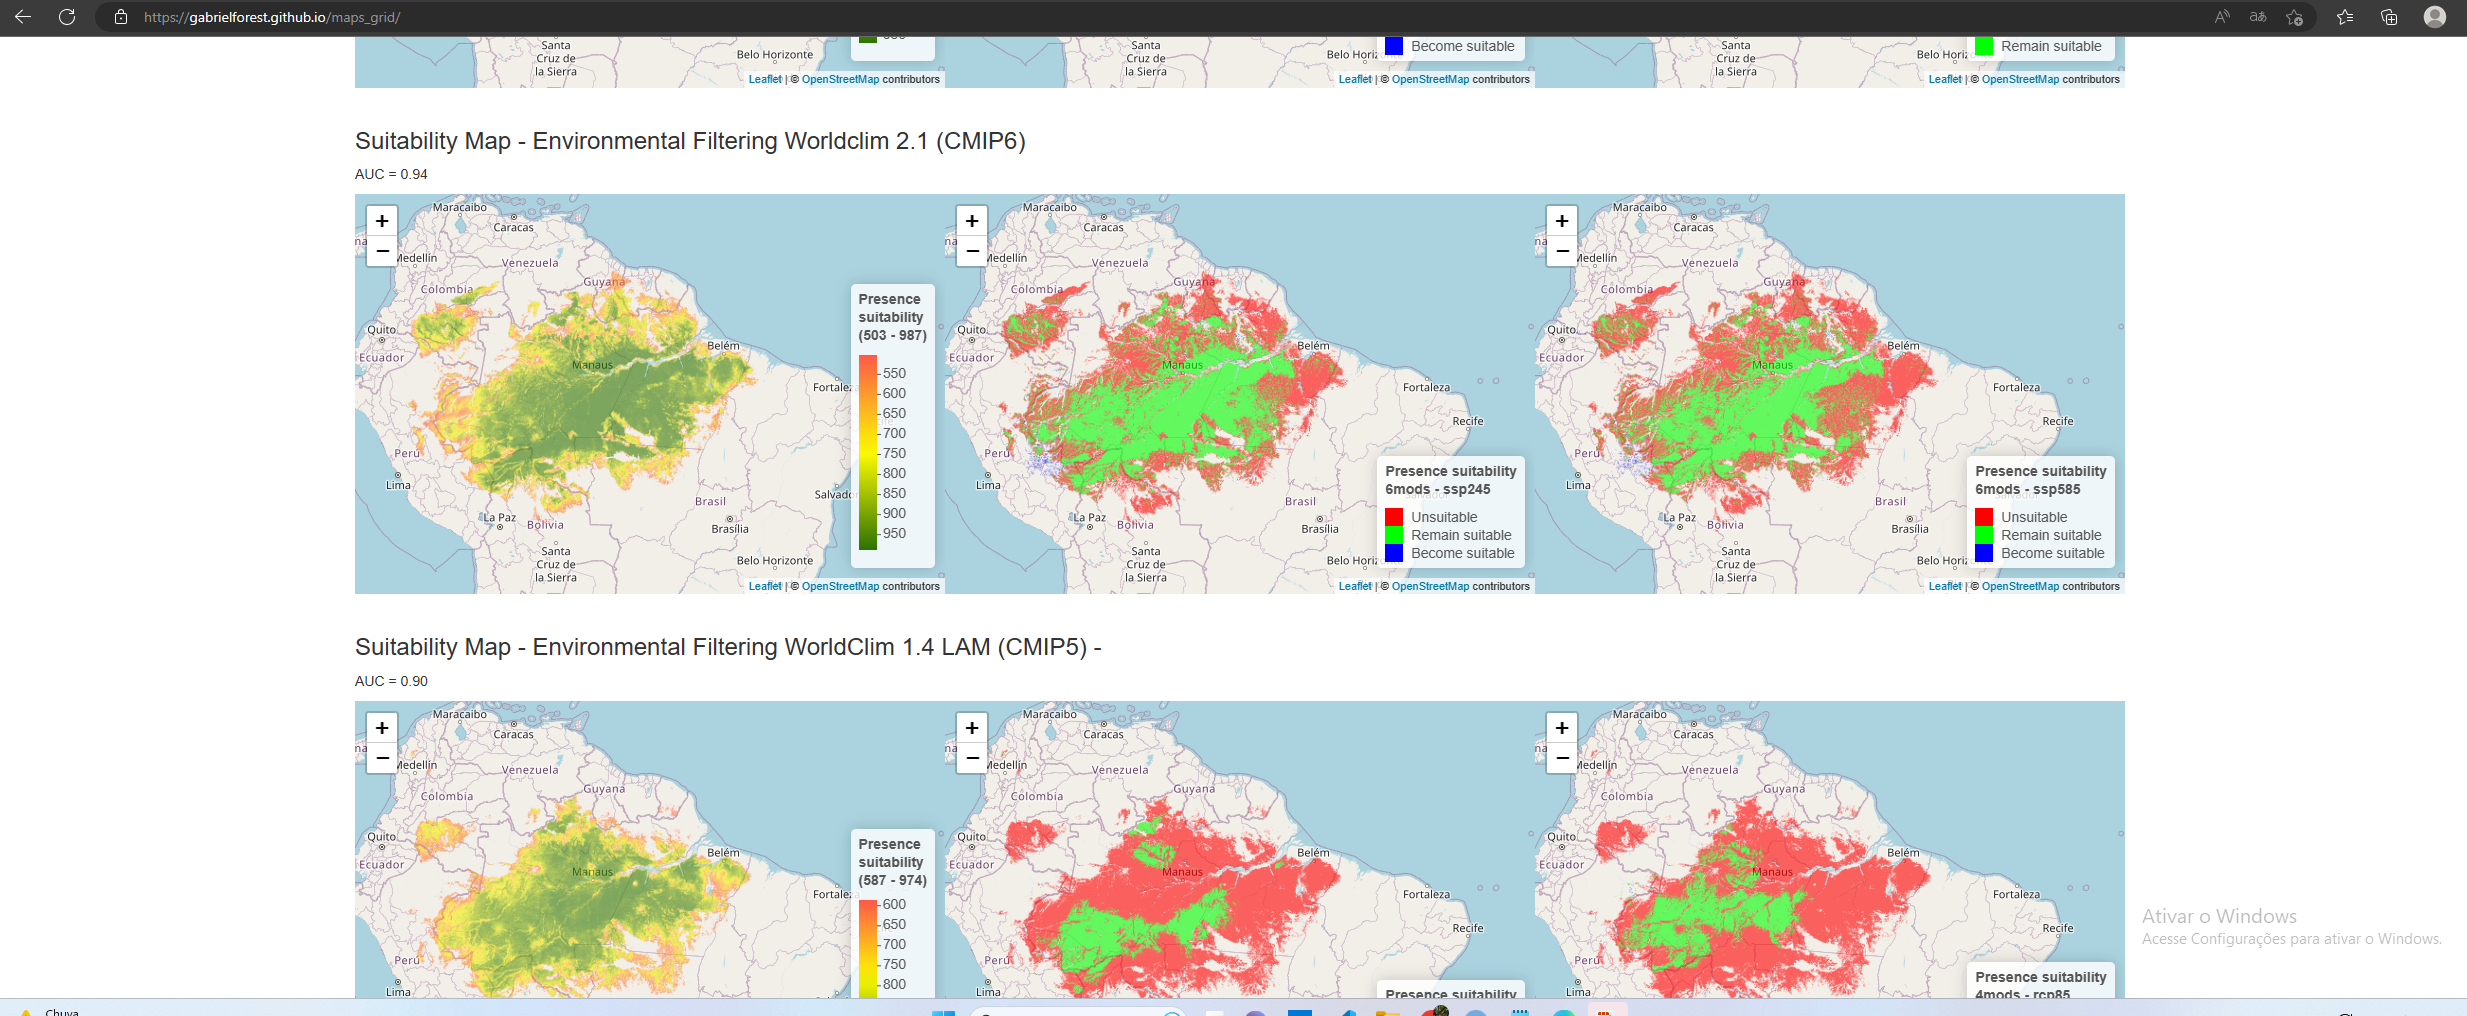 https://gabrielforest.github.io/maps_grid/
Santa
Cruz de
la Sierra
Belo Horizonte
Leaflet | © OpenStreetMap contributors
Become suitable
Santa
Cruz de
la Sierra
Belo Horiz
Leaflet | © OpenStreetMap contributors
Remain suitable
Santa
Cruz de
la Sierra
Belo Horiz
Leaflet | © OpenStreetMap contributors
Suitability Map - Environmental Filtering Worldclim 2.1 (CMIP6)
AUC = 0.94
+
−
Maracaibo
Caracas
Medellín
Venezuela
Guyana
Colombia
Quito
Ecuador
Belém
Manaus
Fortalez
Perú
Lima
Brasil
Salvado
La Paz
Bolivia
Brasília
Santa
Cruz de
la Sierra
Belo Horizonte
Presence
suitability
(503 - 987)
550
600
650
700
750
800
850
900
950
Leaflet | © OpenStreetMap contributors
+
−
Maracaibo
Caracas
Medellín
Venezuela
Guyana
Colombia
Quito
Ecuador
Belém
Manaus
Fortaleza
Recife
Perú
Lima
Brasil
La Paz
Bolivia
Brasília
Santa
Cruz de
la Sierra
Belo Horiz
Presence suitability
6mods - ssp245
Unsuitable
Remain suitable
Become suitable
Leaflet | © OpenStreetMap contributors
+
−
Maracaibo
Caracas
Medellín
Venezuela
Guyana
Colombia
Quito
Ecuador
Belém
Manaus
Fortaleza
Recife
Perú
Lima
Brasil
La Paz
Bolivia
Brasília
Santa
Cruz de
la Sierra
Belo Horiz
Presence suitability
6mods - ssp585
Unsuitable
Remain suitable
Become suitable
Leaflet | © OpenStreetMap contributors
Suitability Map - Environmental Filtering WorldClim 1.4 LAM (CMIP5) -
AUC = 0.90
+
−
Maracaibo
Caracas
Medellín
Venezuela
Guyana
Colombia
Quito
Ecuador
Belém
Manaus
Fortalez
Perú
Lima
Presence
suitability
(587 - 974)
600
650
700
750
800
+
−
Maracaibo
Caracas
Medellín
Venezuela
Guyana
Colombia
Quito
Ecuador
Belém
Manaus
Fortaleza
Recife
Perú
Lima
Presence suitability
+
−
Maracaibo
Caracas
Medellín
Venezuela
Guyana
Colombia
Quito
Ecuador
Belém
Manaus
Fortaleza
Recife
Perú
Lima
Presence suitability
4mods - rcp85
Ativar o Windows
Acesse Configurações para ativar o Windows.
Chuva